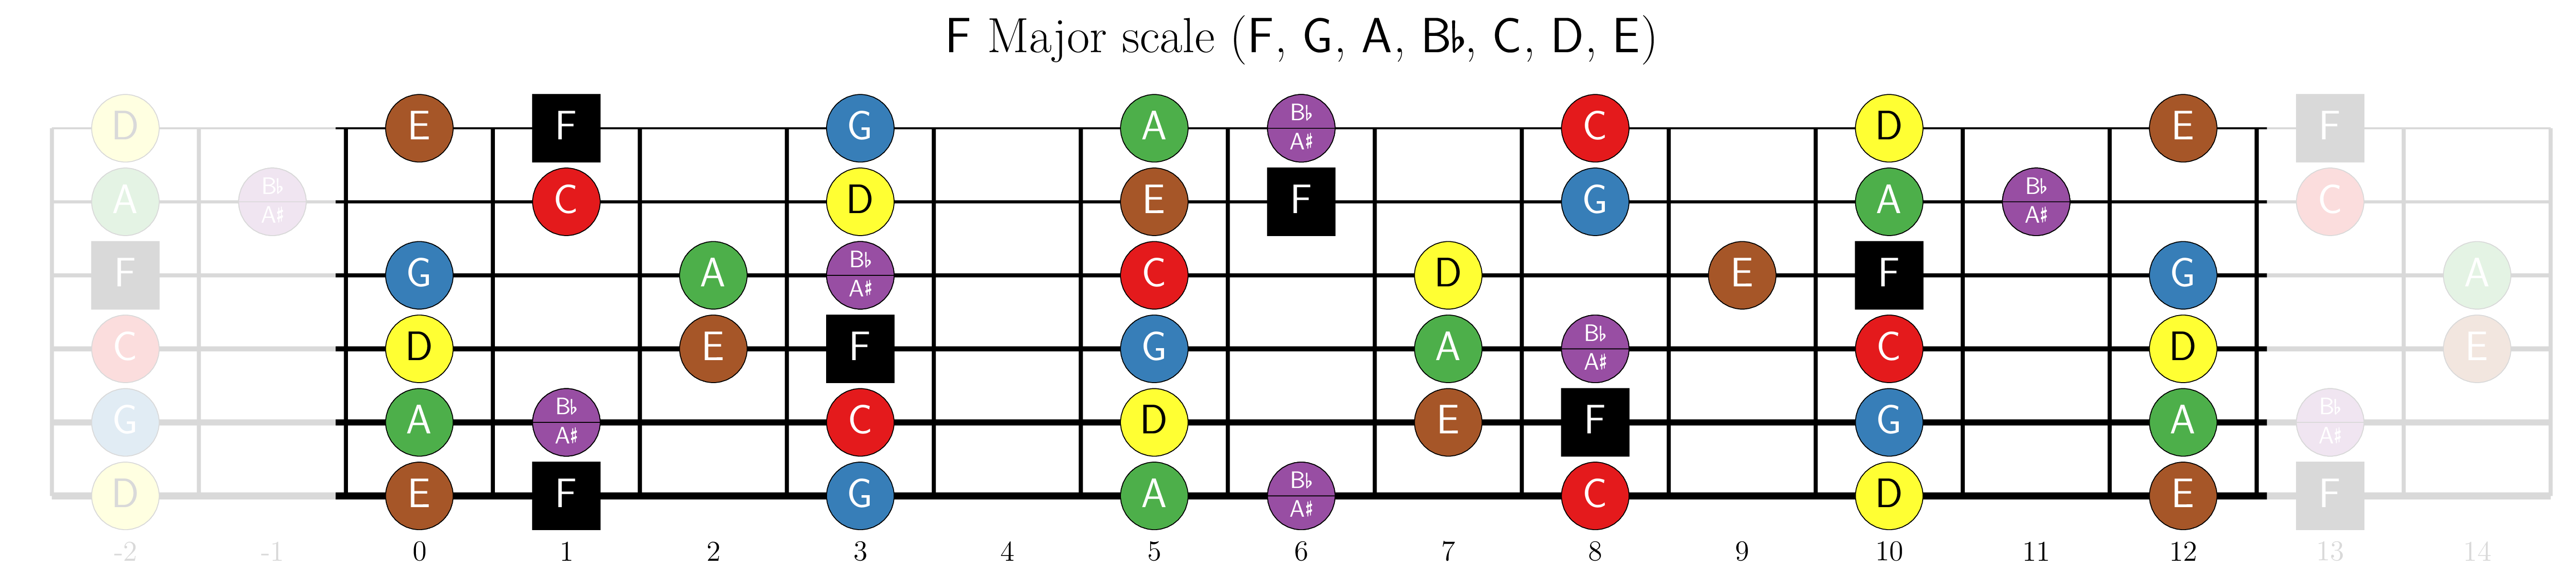 F Major scale (F, G, A, B♭, C, D, E)
D E F G A B♭ A♯ C D E F
A B♭ A♯ C D E F G A B♭ A♯ C
F G A B♭ A♯ C D E F G A
C D E F G A B♭ A♯ C D E
G A B♭ A♯ C D E F G A B♭ A♯
D E F G A B♭ A♯ C D E F
-2 -1 0 1 2 3 4 5 6 7 8 9 10 11 12 13 14